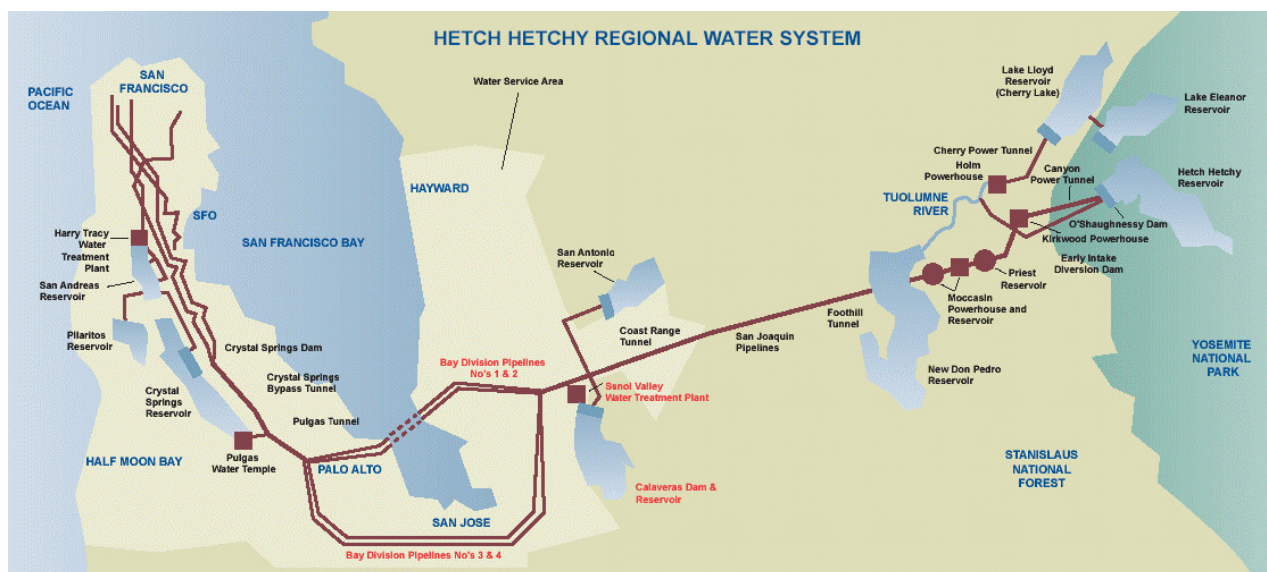 HETCH HETCHY REGIONAL WATER SYSTEM
PACIFIC
OCEAN
SAN
FRANCISCO
Water Service Area
Lake Lloyd
Reservoir
(Cherry Lake)
Lake Eleanor
Reservoir
Cherry Power Tunnel
Holm
Powerhouse
Canyon
Power Tunnel
Hetch Hetchy
Reservoir
HAYWARD
TUOLUMNE
RIVER
SFO
O'Shaughnessy Dam
Kirkwood Powerhouse
Harry Tracy
Water
Treatment
Plant
SAN FRANCISCO BAY
San Antonio
Reservoir
Early Intake
Diversion Dam
Priest
Reservoir
San Andreas
Reservoir
Moccasin
Powerhouse and
Reservoir
Pilaritos
Reservoir
Coast Range
Tunnel
San Joaquin
Pipelines
Foothill
Tunnel
Crystal Springs Dam
YOSEMITE
NATIONAL
PARK
Bay Division Pipelines
No's 1 & 2
New Don Pedro
Reservoir
Crystal Springs
Bypass Tunnel
Crystal
Springs
Reservoir
Sunol Valley
Water Treatment Plant
Pulgas Tunnel
HALF MOON BAY
Pulgas
Water Temple
PALO ALTO
STANISLAUS
NATIONAL
FOREST
Calaveras Dam &
Reservoir
SAN JOSE
Bay Division Pipelines No's 3 & 4